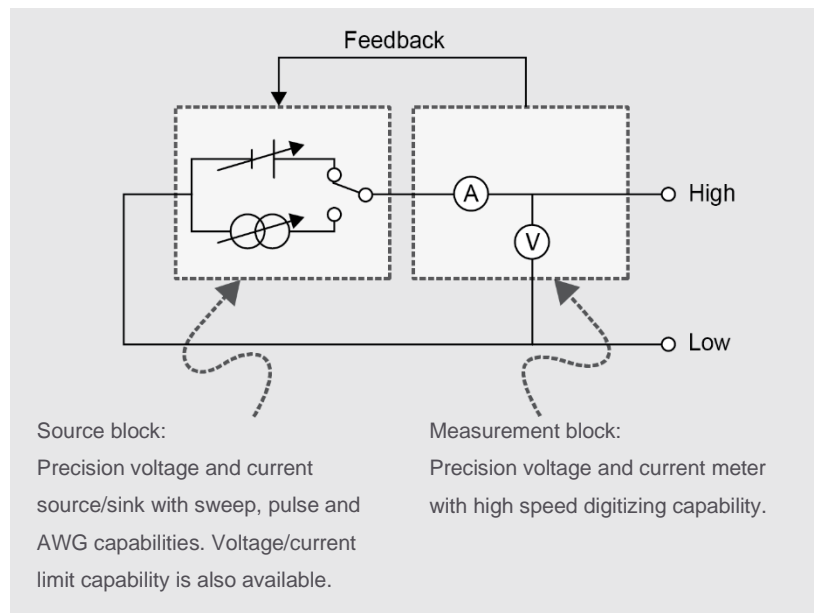 Feedback
A
High
V
Low
Source block:
Precision voltage and current
source/sink with sweep, pulse and
AWG capabilities. Voltage/current
limit capability is also available.
Measurement block:
Precision voltage and current meter
with high speed digitizing capability.